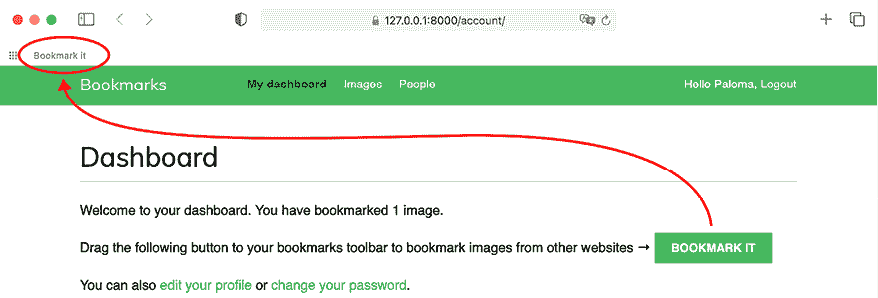 127.0.0.1:8000/account/
Bookmark it
Bookmarks My dashboard Images People Hello Paloma, Logout
Dashboard
Welcome to your dashboard. You have bookmarked 1 image.
Drag the following button to your bookmarks toolbar to bookmark images from other websites → BOOKMARK IT
You can also edit your profile or change your password.